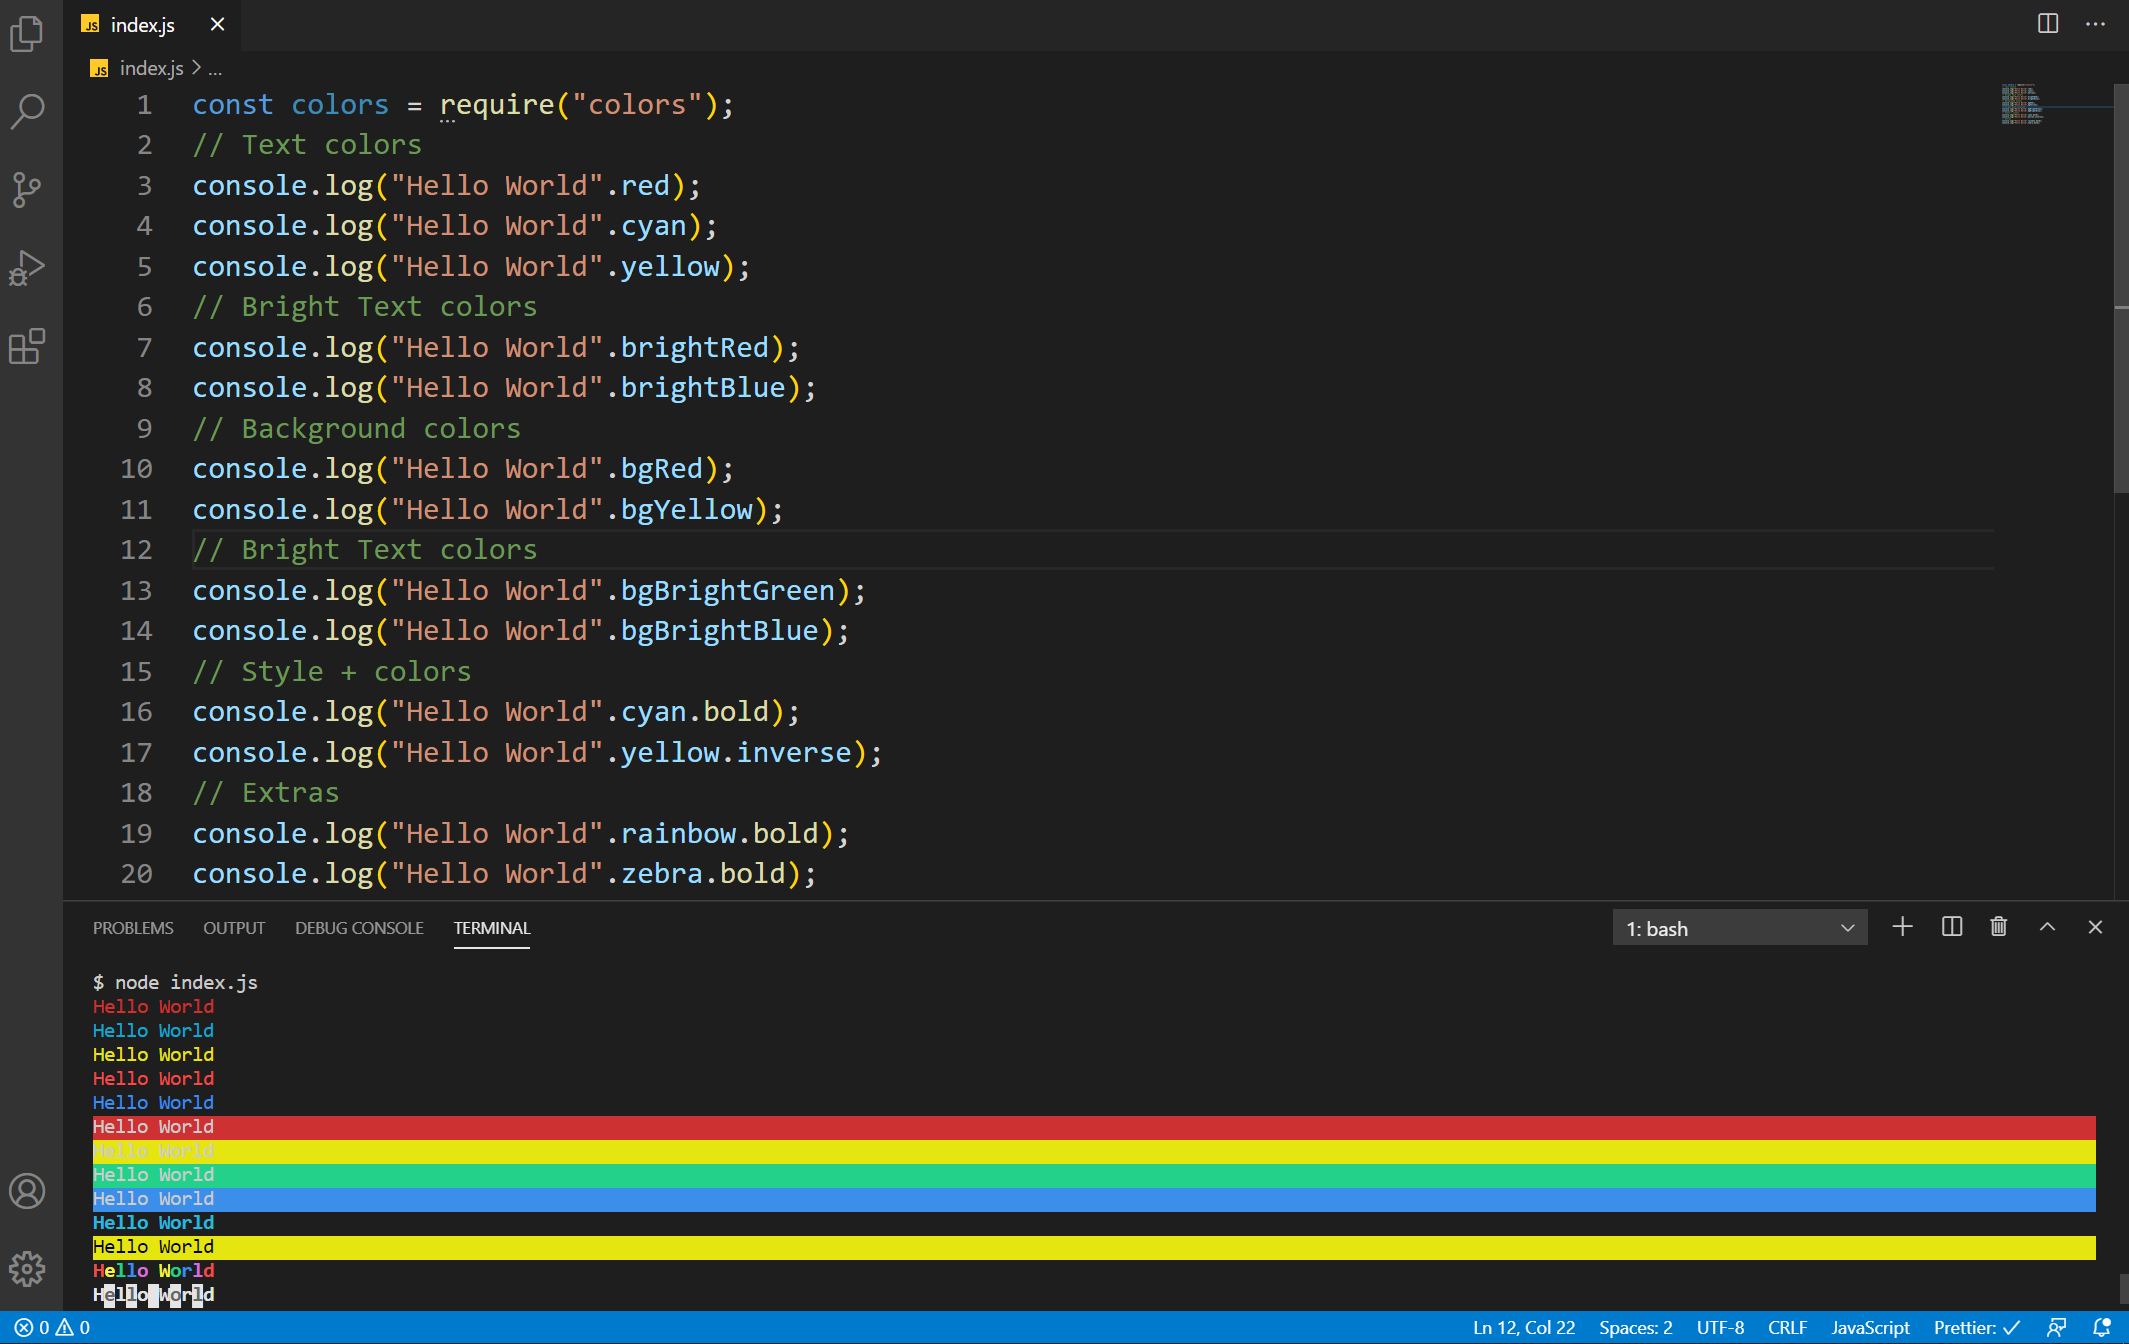 JS index.js
JS index.js > ...
1 const colors = require("colors");
2 // Text colors
3 console.log("Hello World".red);
4 console.log("Hello World".cyan);
5 console.log("Hello World".yellow);
6 // Bright Text colors
7 console.log("Hello World".brightRed);
8 console.log("Hello World".brightBlue);
9 // Background colors
10 console.log("Hello World".bgRed);
11 console.log("Hello World".bgYellow);
12 // Bright Text colors
13 console.log("Hello World".bgBrightGreen);
14 console.log("Hello World".bgBrightBlue);
15 // Style + colors
16 console.log("Hello World".cyan.bold);
17 console.log("Hello World".yellow.inverse);
18 // Extras
19 console.log("Hello World".rainbow.bold);
20 console.log("Hello World".zebra.bold);
PROBLEMS OUTPUT DEBUG CONSOLE TERMINAL 1: bash
$ node index.js
Hello World
Hello World
Hello World
Hello World
Hello World
Hello World
Hello World
Hello World
Hello World
Hello World
Hello World
Hello World
Hello World
0 0 Ln 12, Col 22 Spaces: 2 UTF-8 CRLF JavaScript Prettier: ✓